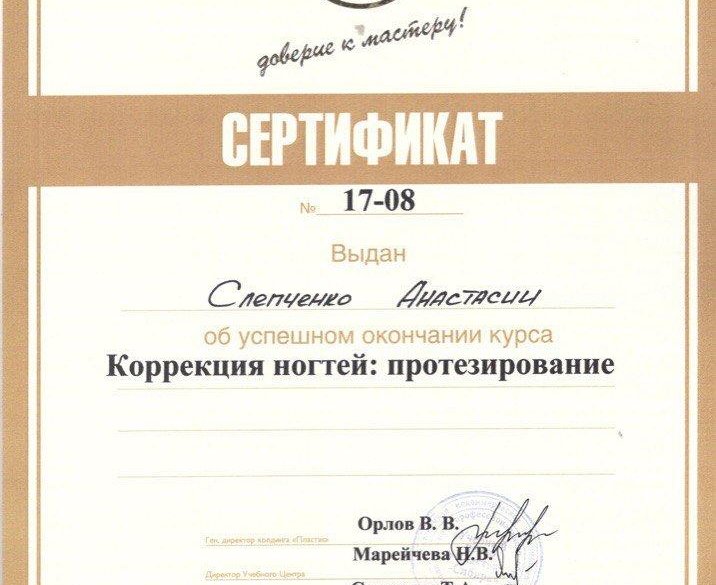 доверие к мастеру!
СЕРТИФИКАТ
№ 17-08
Выдан
Слепченко Анастасии
об успешном окончании курса
Коррекция ногтей: протезирование
Орлов В. В.
Ген. директор холдинга «Пластэк»
Марейчева Н.В.
Директор Учебного Центра